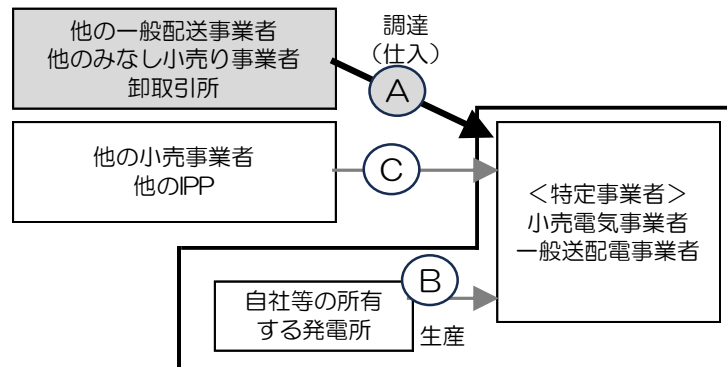 他の一般配送事業者
他のみなし小売り事業者
卸取引所
調達
（仕入）
A
他の小売事業者
他のIPP
C
＜特定事業者＞
小売電気事業者
一般送配電事業者
自社等の所有
する発電所
B
生産